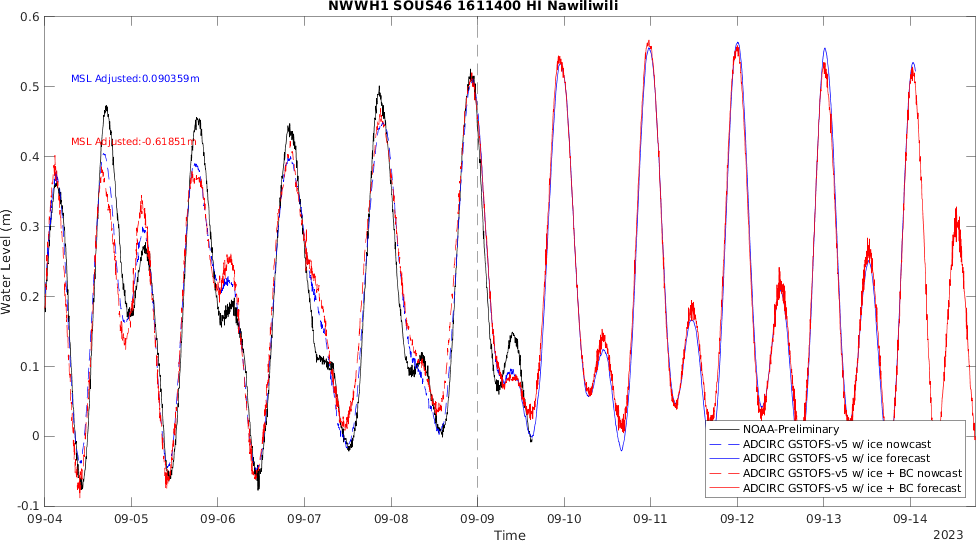 NWWH1 SOUS46 1611400 HI Nawiliwili
0.6
0.5
0.4
0.3
0.2
0.1
0
-0.1
Water Level (m)
MSL Adjusted:0.090359m
MSL Adjusted:-0.61851m
NOAA-Preliminary
ADCIRC GSTOFS-v5 w/ ice nowcast
ADCIRC GSTOFS-v5 w/ ice forecast
ADCIRC GSTOFS-v5 w/ ice + BC nowcast
ADCIRC GSTOFS-v5 w/ ice + BC forecast
09-04 09-05 09-06 09-07 09-08 09-09 09-10 09-11 09-12 09-13 09-14
Time
2023